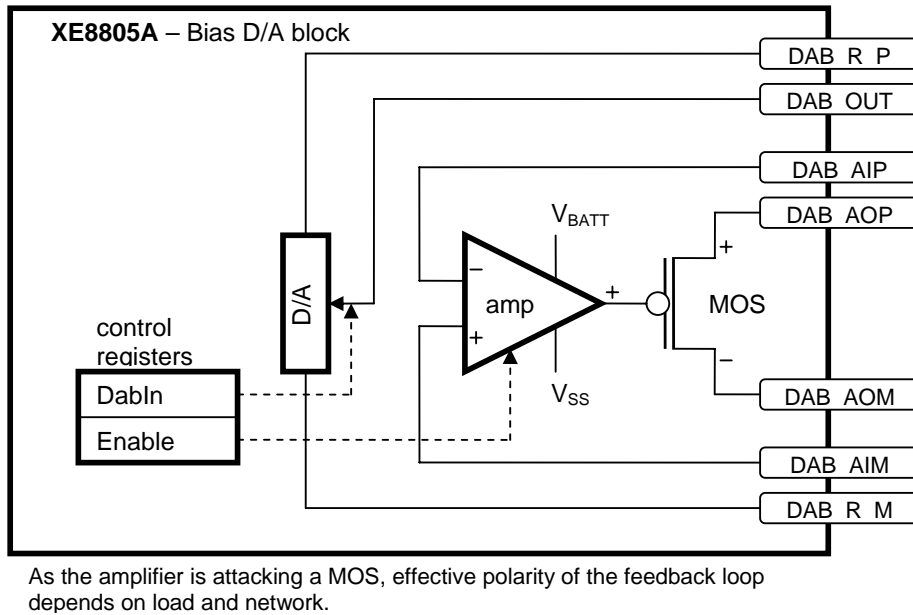 XE8805A – Bias D/A block
DAB R P
DAB OUT
DAB AIP
DAB AOP
V_BATT
+
−
D/A
amp
+
MOS
+
−
V_SS
control
registers
DabIn
Enable
DAB AOM
DAB AIM
DAB R M
As the amplifier is attacking a MOS, effective polarity of the feedback loop
depends on load and network.